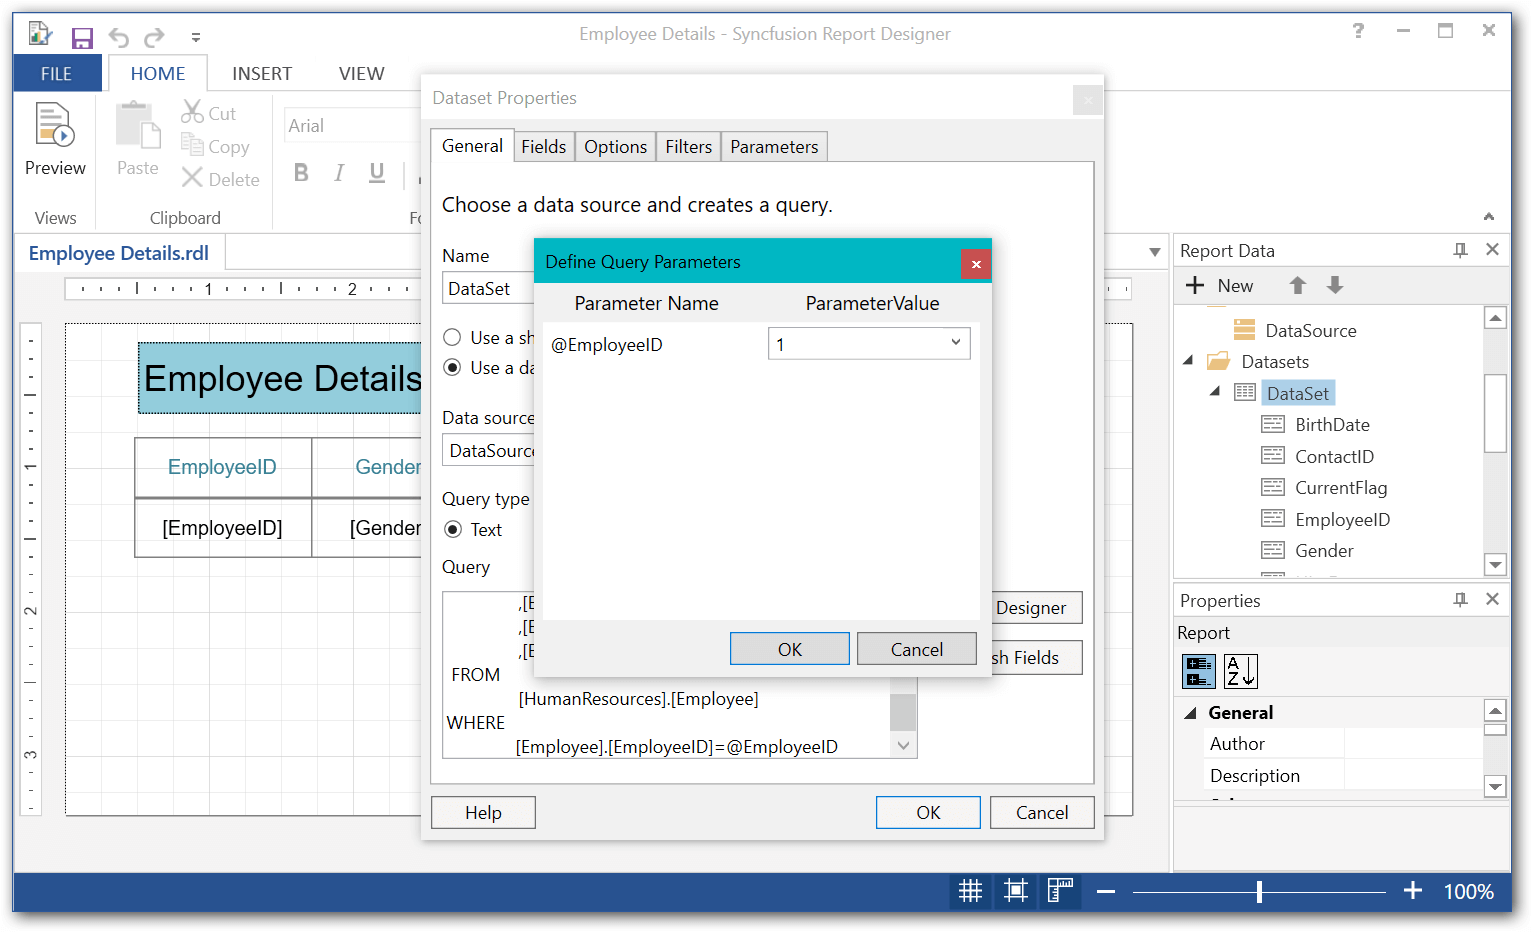 Employee Details - Syncfusion Report Designer
?
FILE
HOME
INSERT
VIEW
Preview
Views
Paste
Cut
Copy
Delete
Clipboard
Arial
B I U
Employee Details.rdl
1
2
1
2
3
Employee Details
EmployeeID
Gender
[EmployeeID]
[Gender
Dataset Properties
General
Fields
Options
Filters
Parameters
Choose a data source and creates a query.
Name
DataSet
Use a sh
Use a da
Data source
DataSource
Query type
Text
Query
,[E
,[E
,[E
FROM
[HumanResources].[Employee]
WHERE
[Employee].[EmployeeID]=@EmployeeID
Designer
sh Fields
Help
OK
Cancel
Define Query Parameters
Parameter Name
ParameterValue
@EmployeeID
1
OK
Cancel
Report Data
New
DataSource
Datasets
DataSet
BirthDate
ContactID
CurrentFlag
EmployeeID
Gender
Properties
Report
A
Z
General
Author
Description
100%